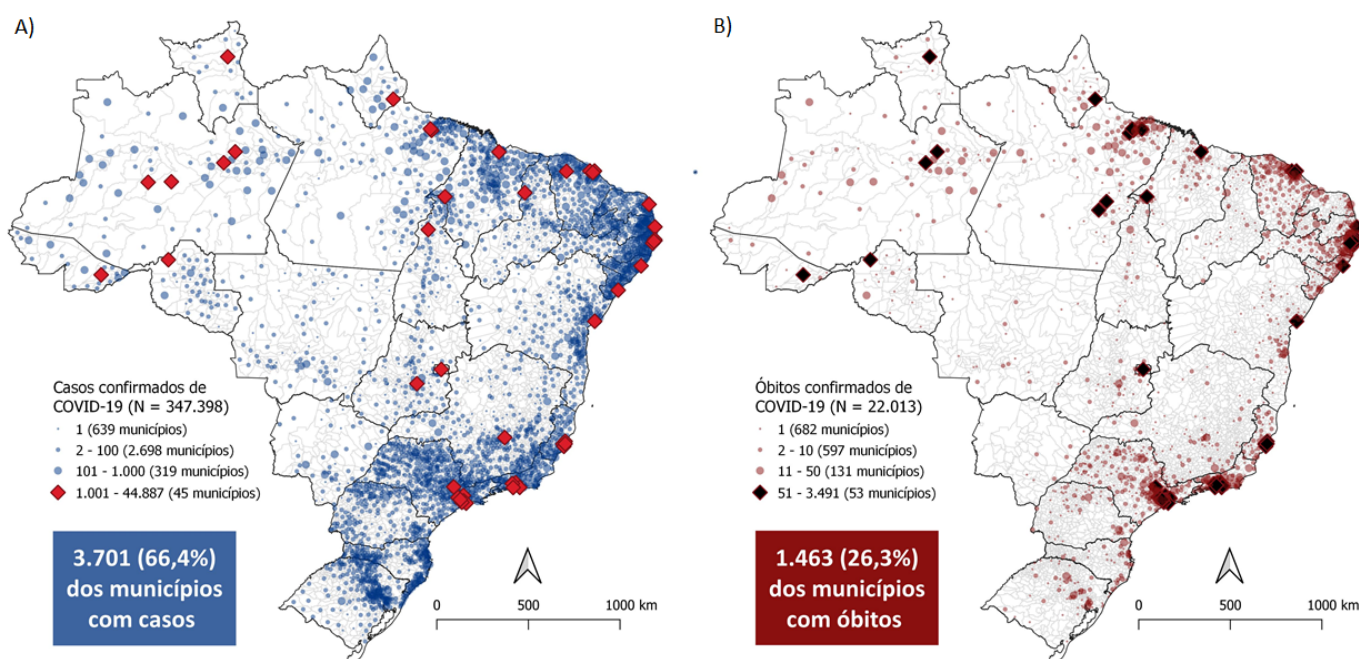 A)
Casos confirmados de
COVID-19 (N = 347.398)
1 (639 municípios)
2 - 100 (2.698 municípios)
101 - 1.000 (319 municípios)
1.001 - 44.887 (45 municípios)
3.701 (66,4%)
dos municípios
com casos
0 500 1000 km
B)
Óbitos confirmados de
COVID-19 (N = 22.013)
1 (682 municípios)
2 - 10 (597 municípios)
11 - 50 (131 municípios)
51 - 3.491 (53 municípios)
1.463 (26,3%)
dos municípios
com óbitos
0 500 1000 km